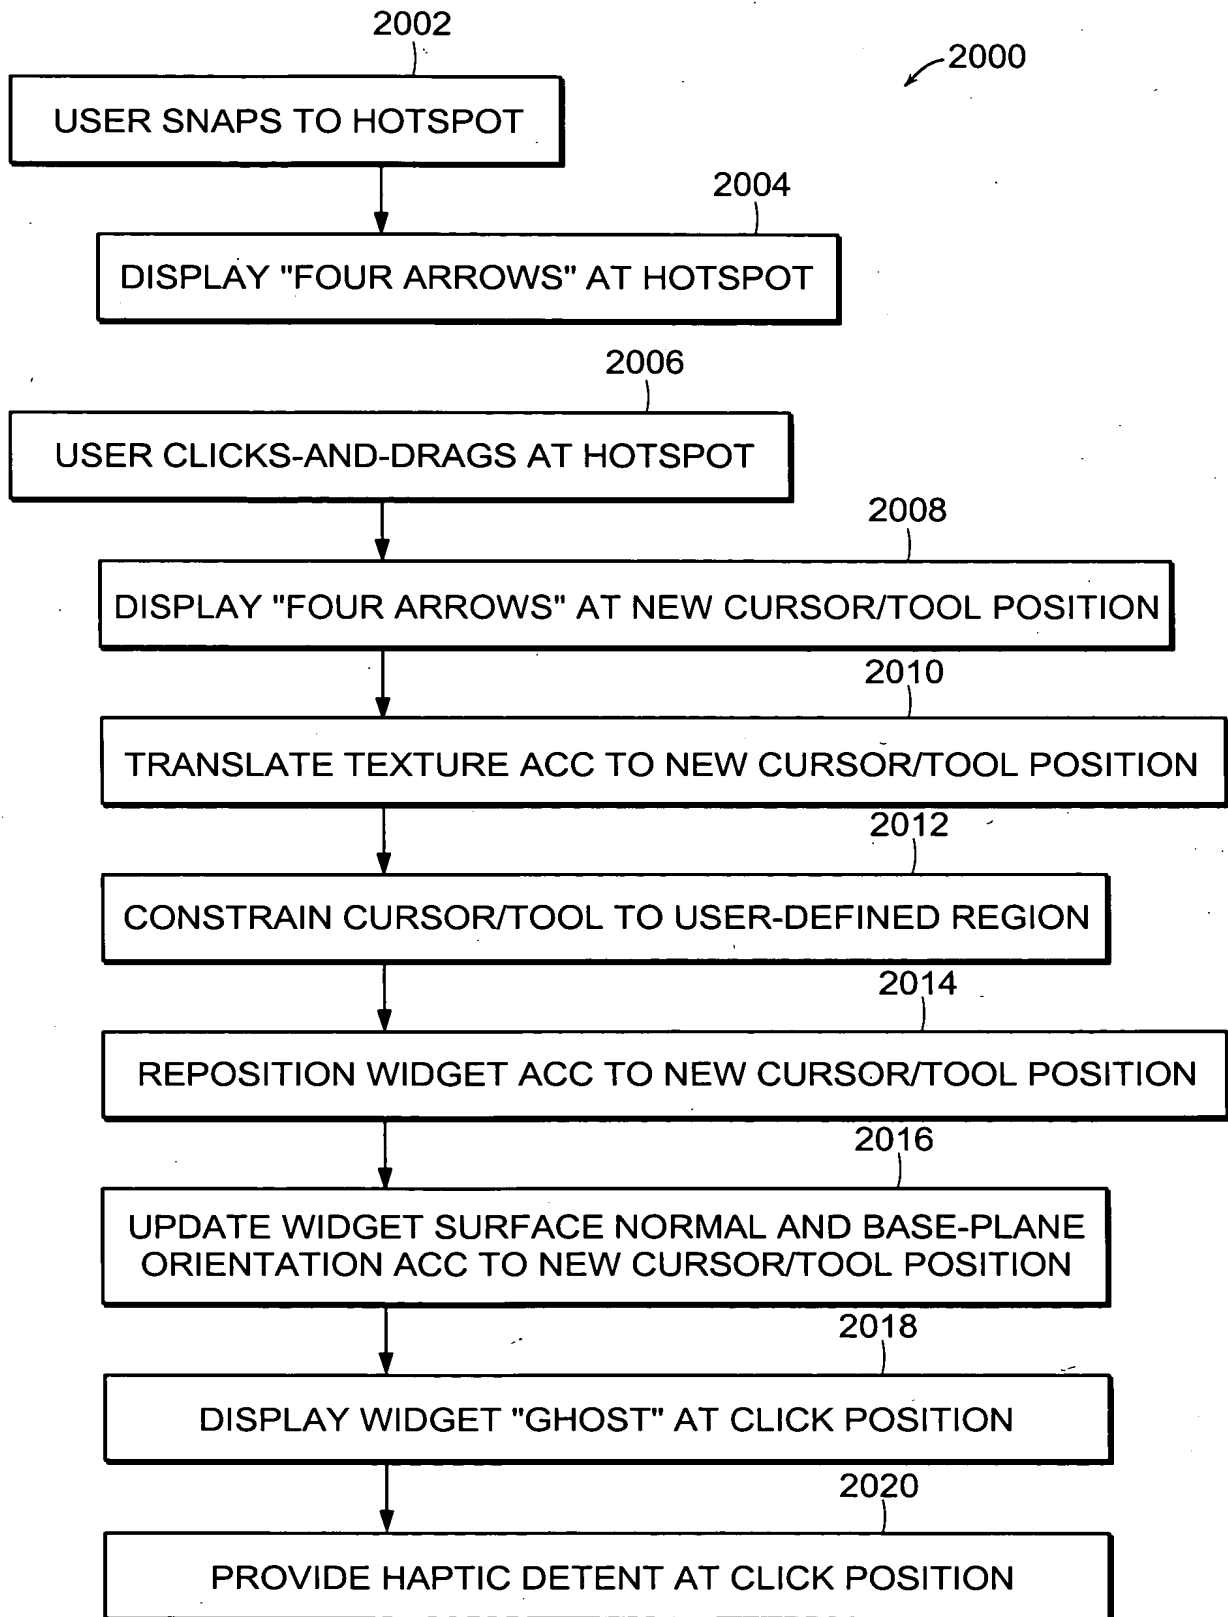 2002
2000
USER SNAPS TO HOTSPOT
2004
DISPLAY "FOUR ARROWS" AT HOTSPOT
2006
USER CLICKS-AND-DRAGS AT HOTSPOT
2008
DISPLAY "FOUR ARROWS" AT NEW CURSOR/TOOL POSITION
2010
TRANSLATE TEXTURE ACC TO NEW CURSOR/TOOL POSITION
2012
CONSTRAIN CURSOR/TOOL TO USER-DEFINED REGION
2014
REPOSITION WIDGET ACC TO NEW CURSOR/TOOL POSITION
2016
UPDATE WIDGET SURFACE NORMAL AND BASE-PLANE
ORIENTATION ACC TO NEW CURSOR/TOOL POSITION
2018
DISPLAY WIDGET "GHOST" AT CLICK POSITION
2020
PROVIDE HAPTIC DETENT AT CLICK POSITION